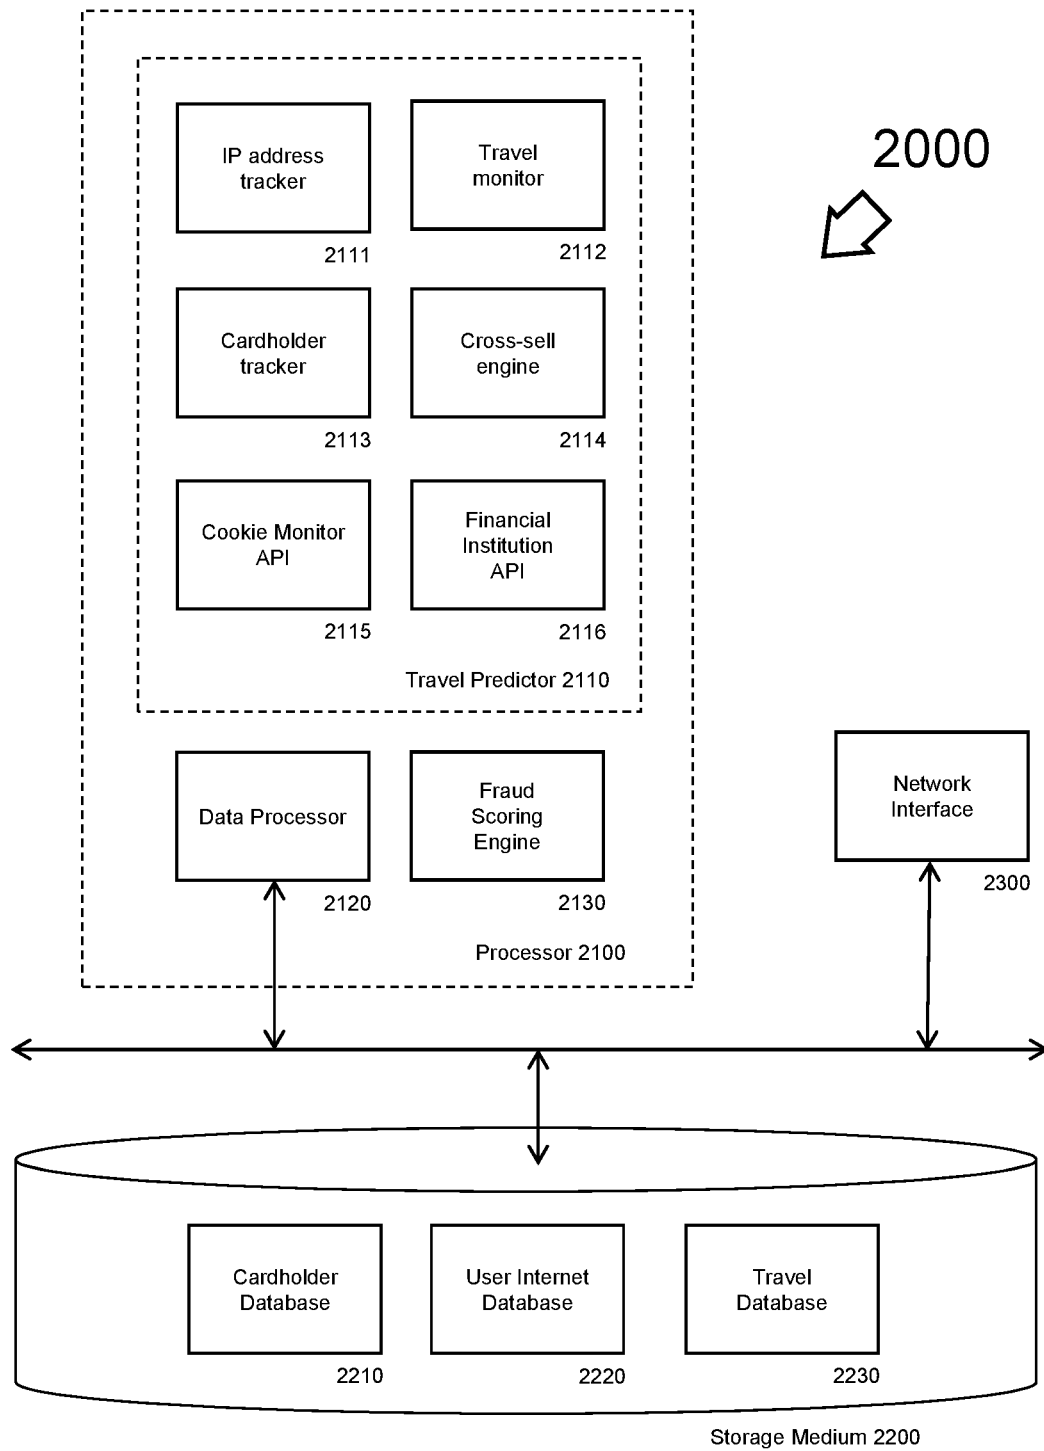 IP address
tracker
2111
Travel
monitor
2112
2000
Cardholder
tracker
2113
Cross-sell
engine
2114
Cookie Monitor
API
2115
Financial
Institution
API
2116
Travel Predictor 2110
Data Processor
2120
Fraud
Scoring
Engine
2130
Processor 2100
Network
Interface
2300
Cardholder
Database
2210
User Internet
Database
2220
Travel
Database
2230
Storage Medium 2200